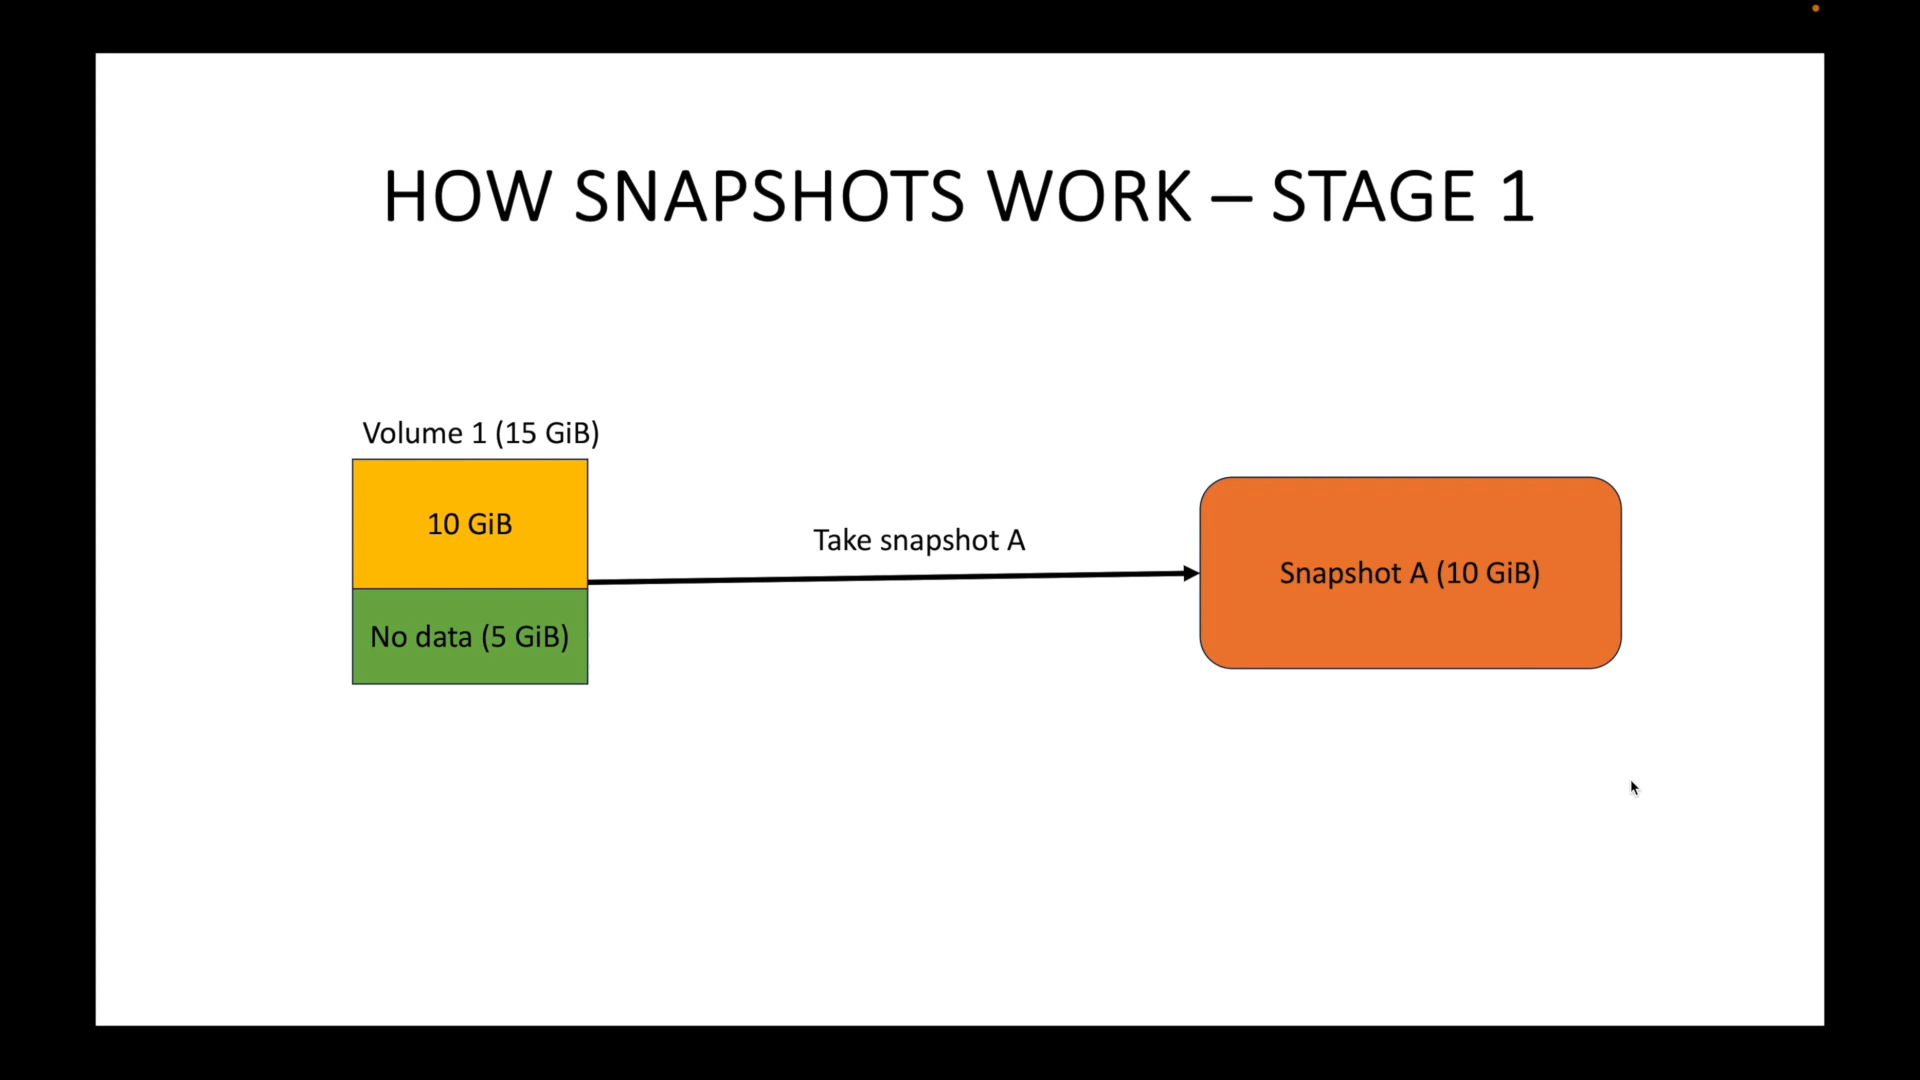 HOW SNAPSHOTS WORK – STAGE 1
Volume 1 (15 GiB)
10 GiB
No data (5 GiB)
Take snapshot A
Snapshot A (10 GiB)